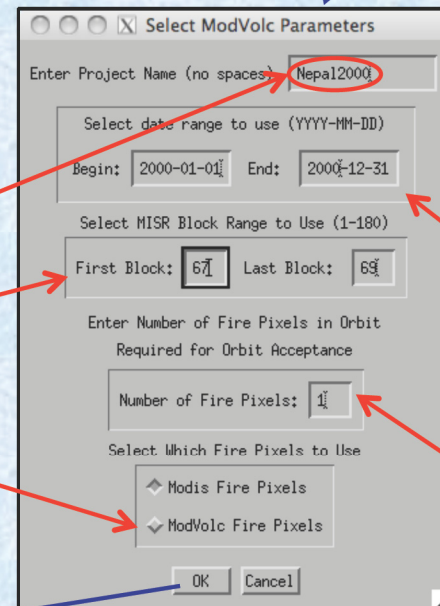 Select ModVolc Parameters
Enter Project Name (no spaces) Nepal2000
Select date range to use (YYYY-MM-DD)
Begin: 2000-01-01 End: 2000-12-31
Select MISR Block Range to Use (1-180)
First Block: 67 Last Block: 69
Enter Number of Fire Pixels in Orbit
Required for Orbit Acceptance
Number of Fire Pixels: 1
Select Which Fire Pixels to Use
Modis Fire Pixels
ModVolc Fire Pixels
OK Cancel